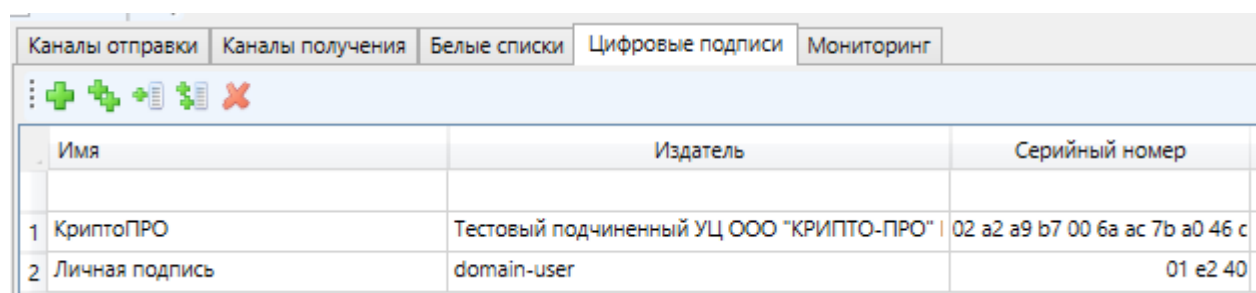 Каналы отправки Каналы получения Белые списки Цифровые подписи Мониторинг
Имя Издатель Серийный номер
1 КриптоПРО Тестовый подчиненный УЦ ООО "КРИПТО-ПРО" 02 a2 a9 b7 00 6a ac 7b a0 46 c
2 Личная подпись domain-user 01 e2 40